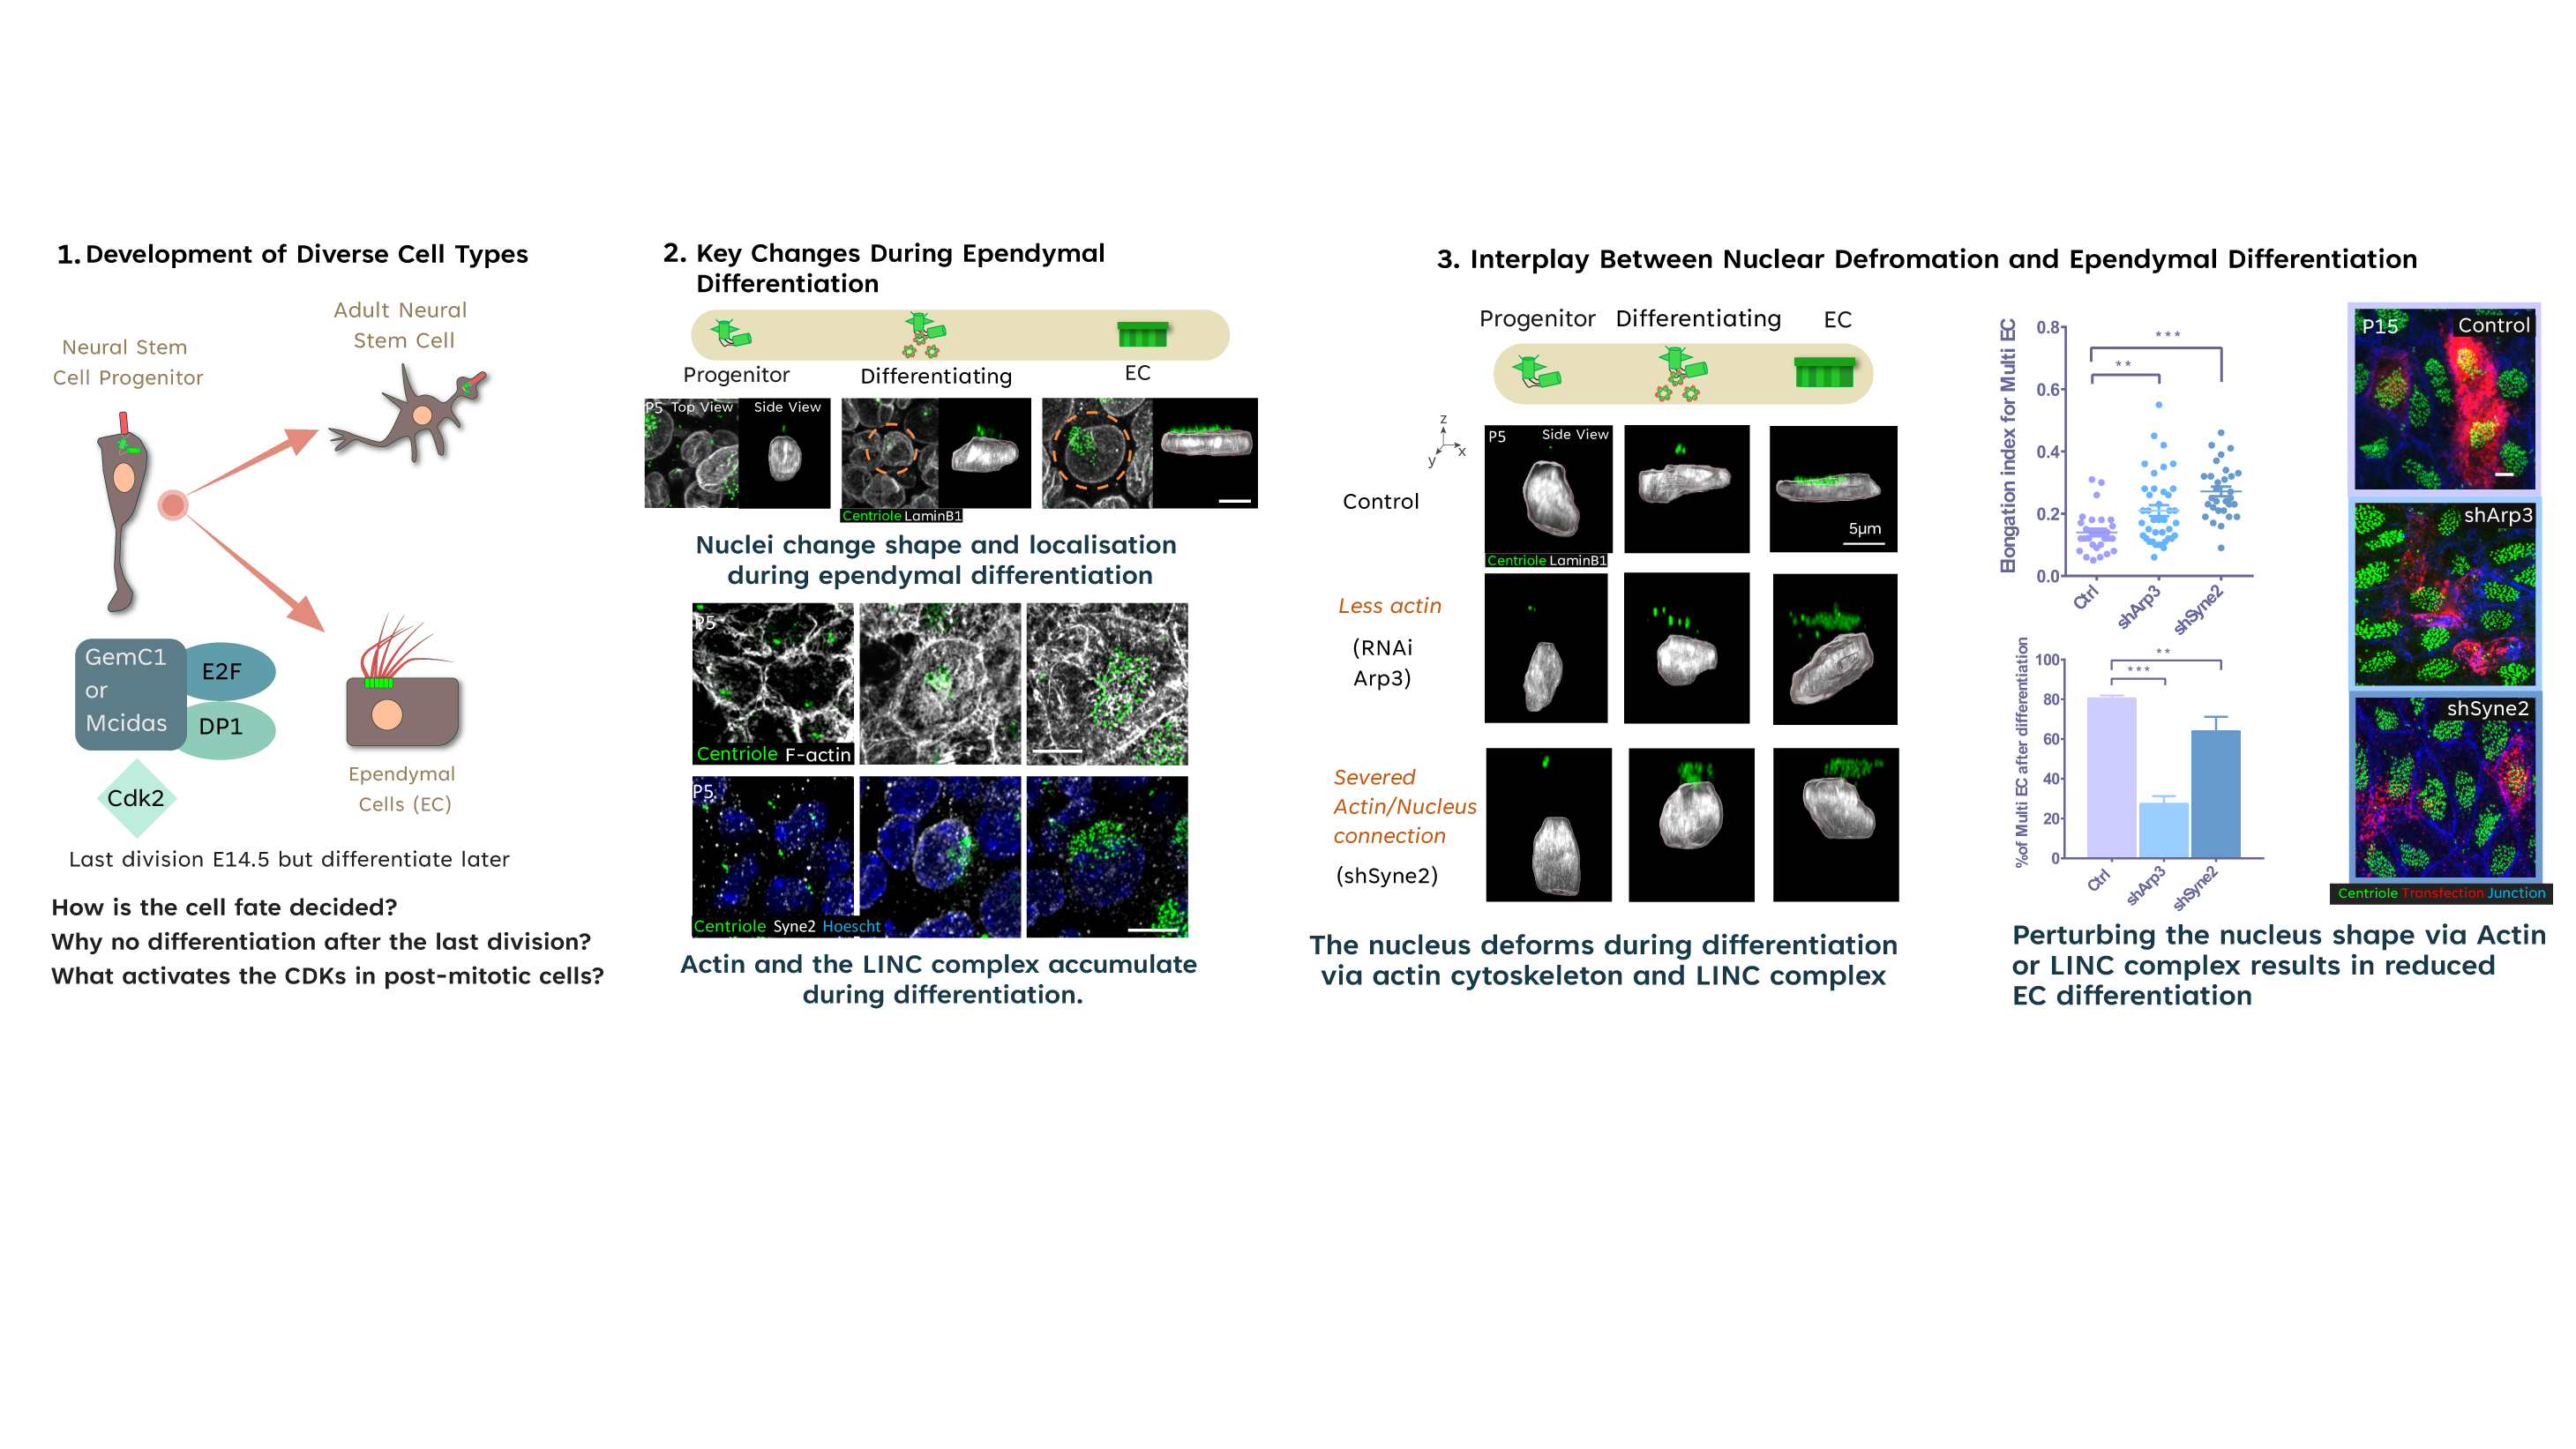 1. Development of Diverse Cell Types
Neural Stem
Cell Progenitor
Adult Neural
Stem Cell
GemC1
or
Mcidas
E2F
DP1
Cdk2
Ependymal
Cells (EC)
Last division E14.5 but differentiate later
How is the cell fate decided?
Why no differentiation after the last division?
What activates the CDKs in post-mitotic cells?
2. Key Changes During Ependymal
Differentiation
Progenitor
Differentiating
EC
P5 Top View
Side View
Centriole LaminB1
Nuclei change shape and localisation
during ependymal differentiation
P5
Centriole F-actin
P5
Centriole Syne2 Hoescht
Actin and the LINC complex accumulate
during differentiation.
3. Interplay Between Nuclear Defromation and Ependymal Differentiation
Progenitor
Differentiating
EC
z
x
y
P5
Side View
Control
5μm
Centriole LaminB1
Less actin
(RNAi
Arp3)
Severed
Actin/Nucleus
connection
(shSyne2)
The nucleus deforms during differentiation
via actin cytoskeleton and LINC complex
Elongation index for Multi EC
0.8
0.6
0.4
0.2
0.0
***
**
Ctrl
shArp3
shSyne2
%of Multi EC after differentiation
100
80
60
40
20
0
**
***
Ctrl
shArp3
shSyne2
P15
Control
shArp3
shSyne2
Centriole Transfection Junction
Perturbing the nucleus shape via Actin
or LINC complex results in reduced
EC differentiation